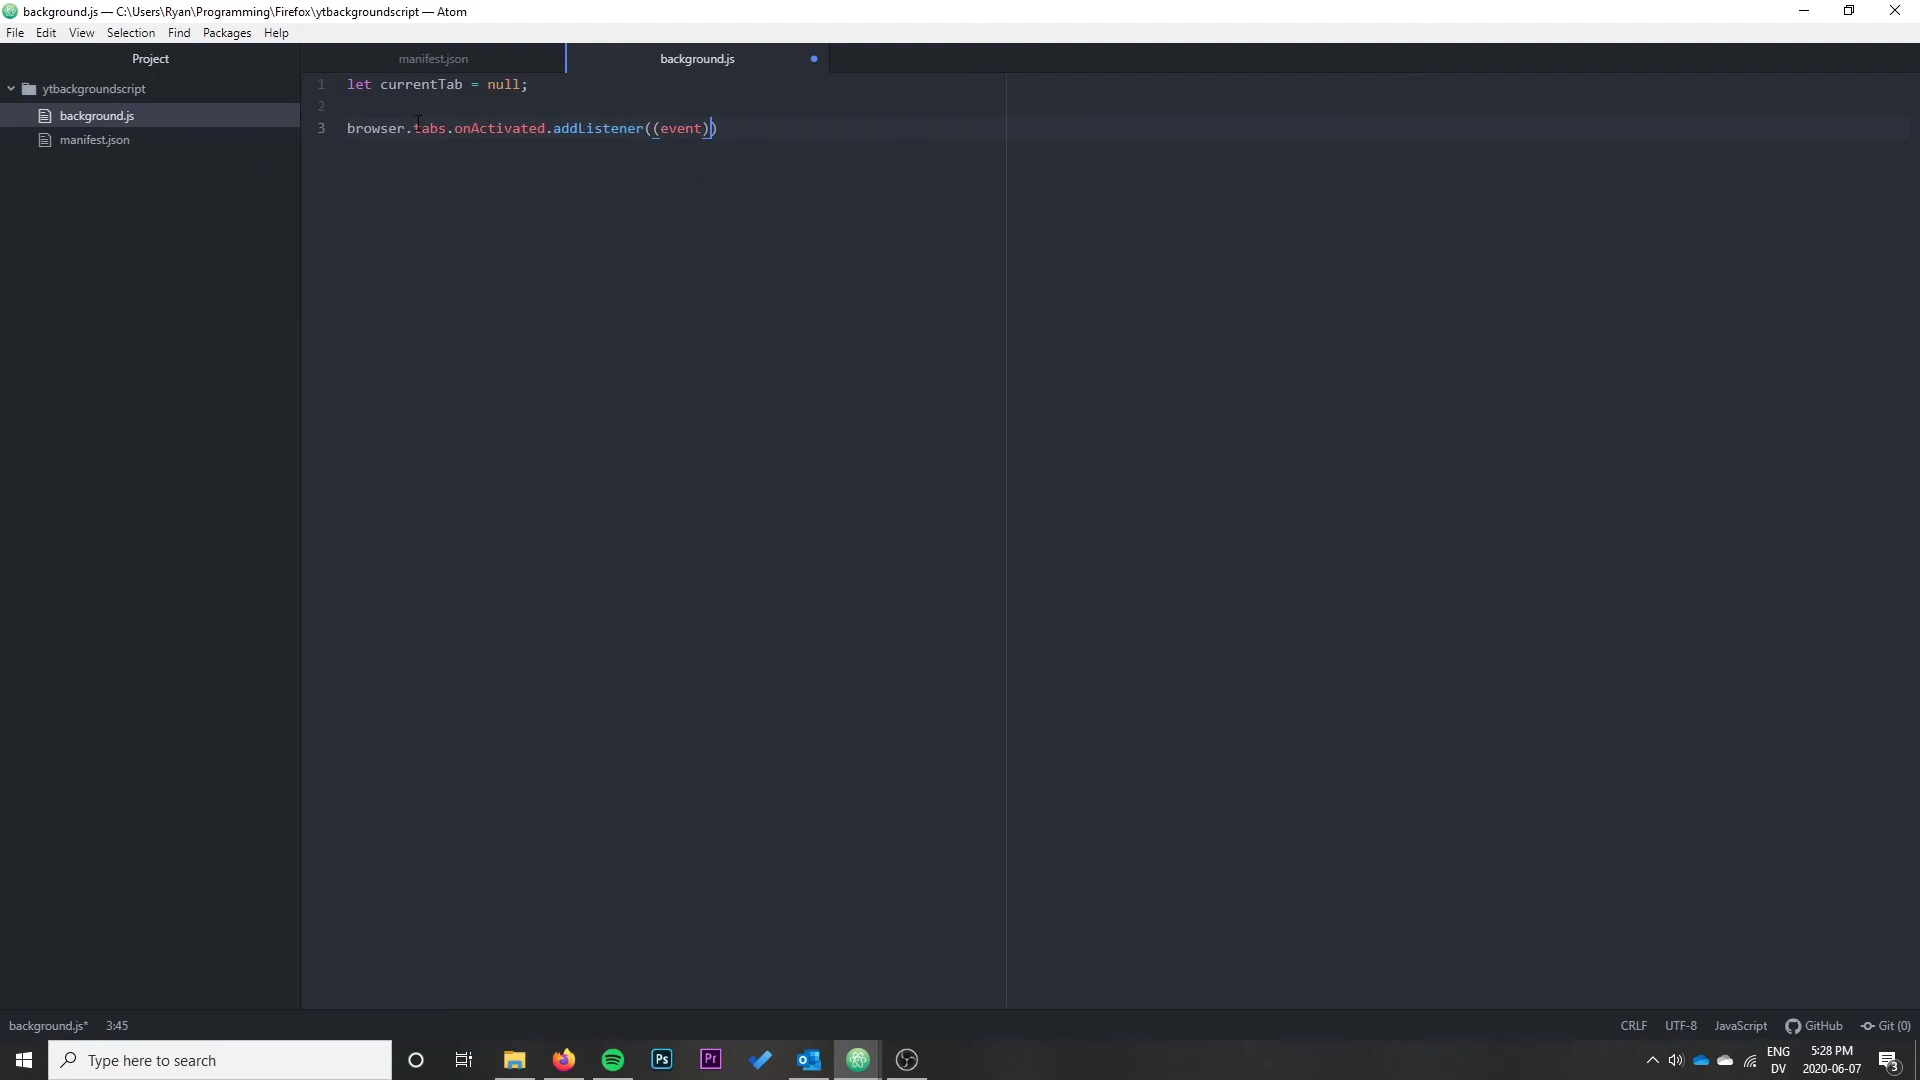 background.js — C:\Users\Ryan\Programming\Firefox\ytbackgroundscript — Atom
File Edit View Selection Find Packages Help
Project
manifest.json
background.js
ytbackgroundscript
background.js
manifest.json
1 let currentTab = null;
2
3 browser.tabs.onActivated.addListener((event))
background.js* 3:45
CRLF UTF-8 JavaScript GitHub Git (0)
Type here to search
Ps
Pr
ENG
DV
5:28 PM
2020-06-07
3